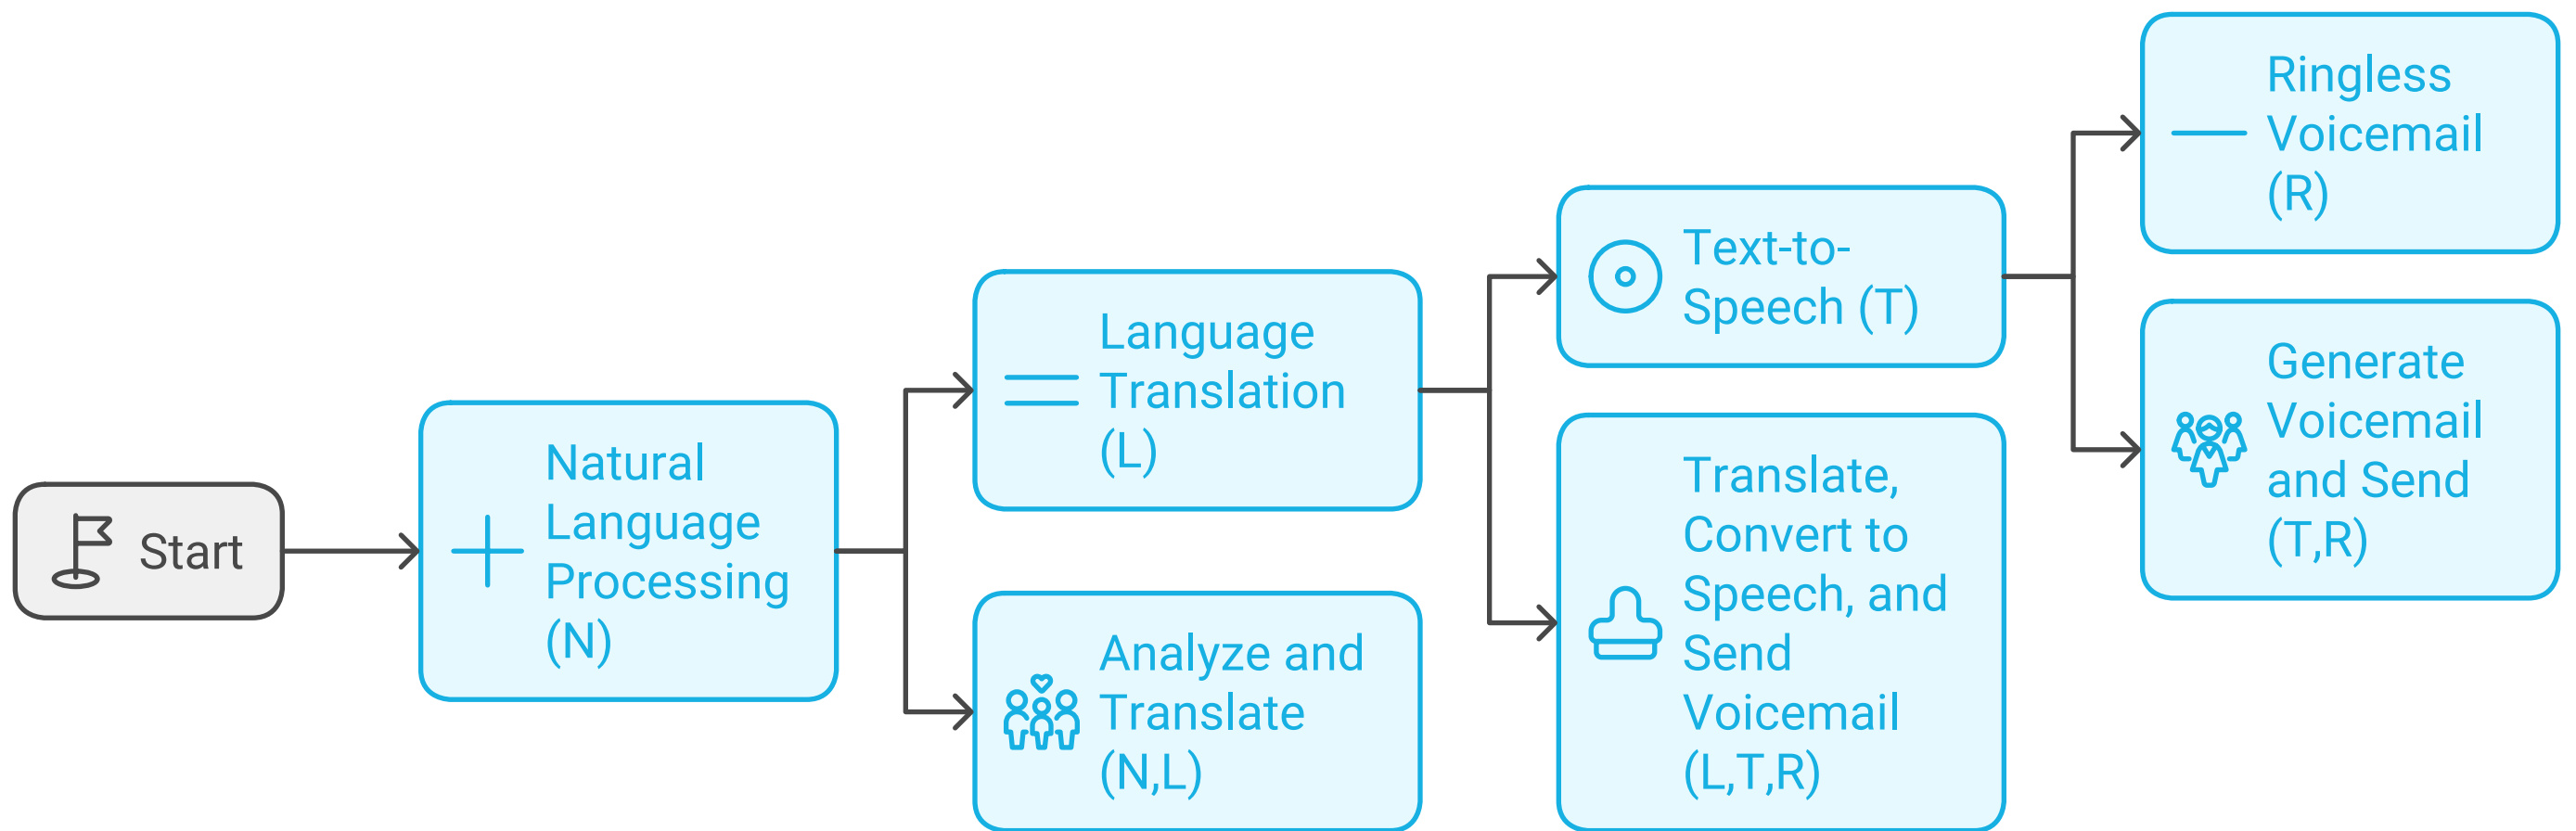 Start
Natural
Language
Processing
(N)
Language
Translation
(L)
Analyze and
Translate
(N,L)
Text-to-
Speech (T)
Translate,
Convert to
Speech, and
Send
Voicemail
(L,T,R)
Ringless
Voicemail
(R)
Generate
Voicemail
and Send
(T,R)